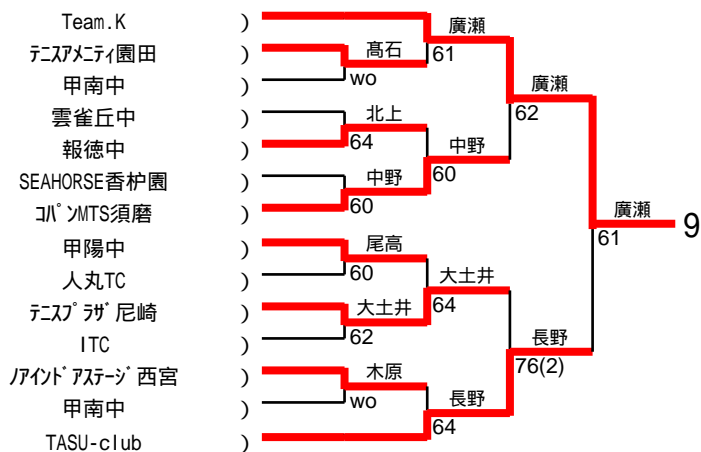 Team.K )
テニスアメニティ園田 )
甲南中 )
雲雀丘中 )
報徳中 )
SEAHORSE香枦園 )
コパンMTS須磨 )
甲陽中 )
人丸TC )
テニスプラザ尼崎 )
ITC )
ノアインドアステージ西宮 )
甲南中 )
TASU-club )
髙石
wo
北上
64
中野
60
尾高
60
大土井
62
木原
wo
廣瀬
61
中野
60
大土井
64
長野
64
廣瀬
62
長野
76(2)
廣瀬
61
9